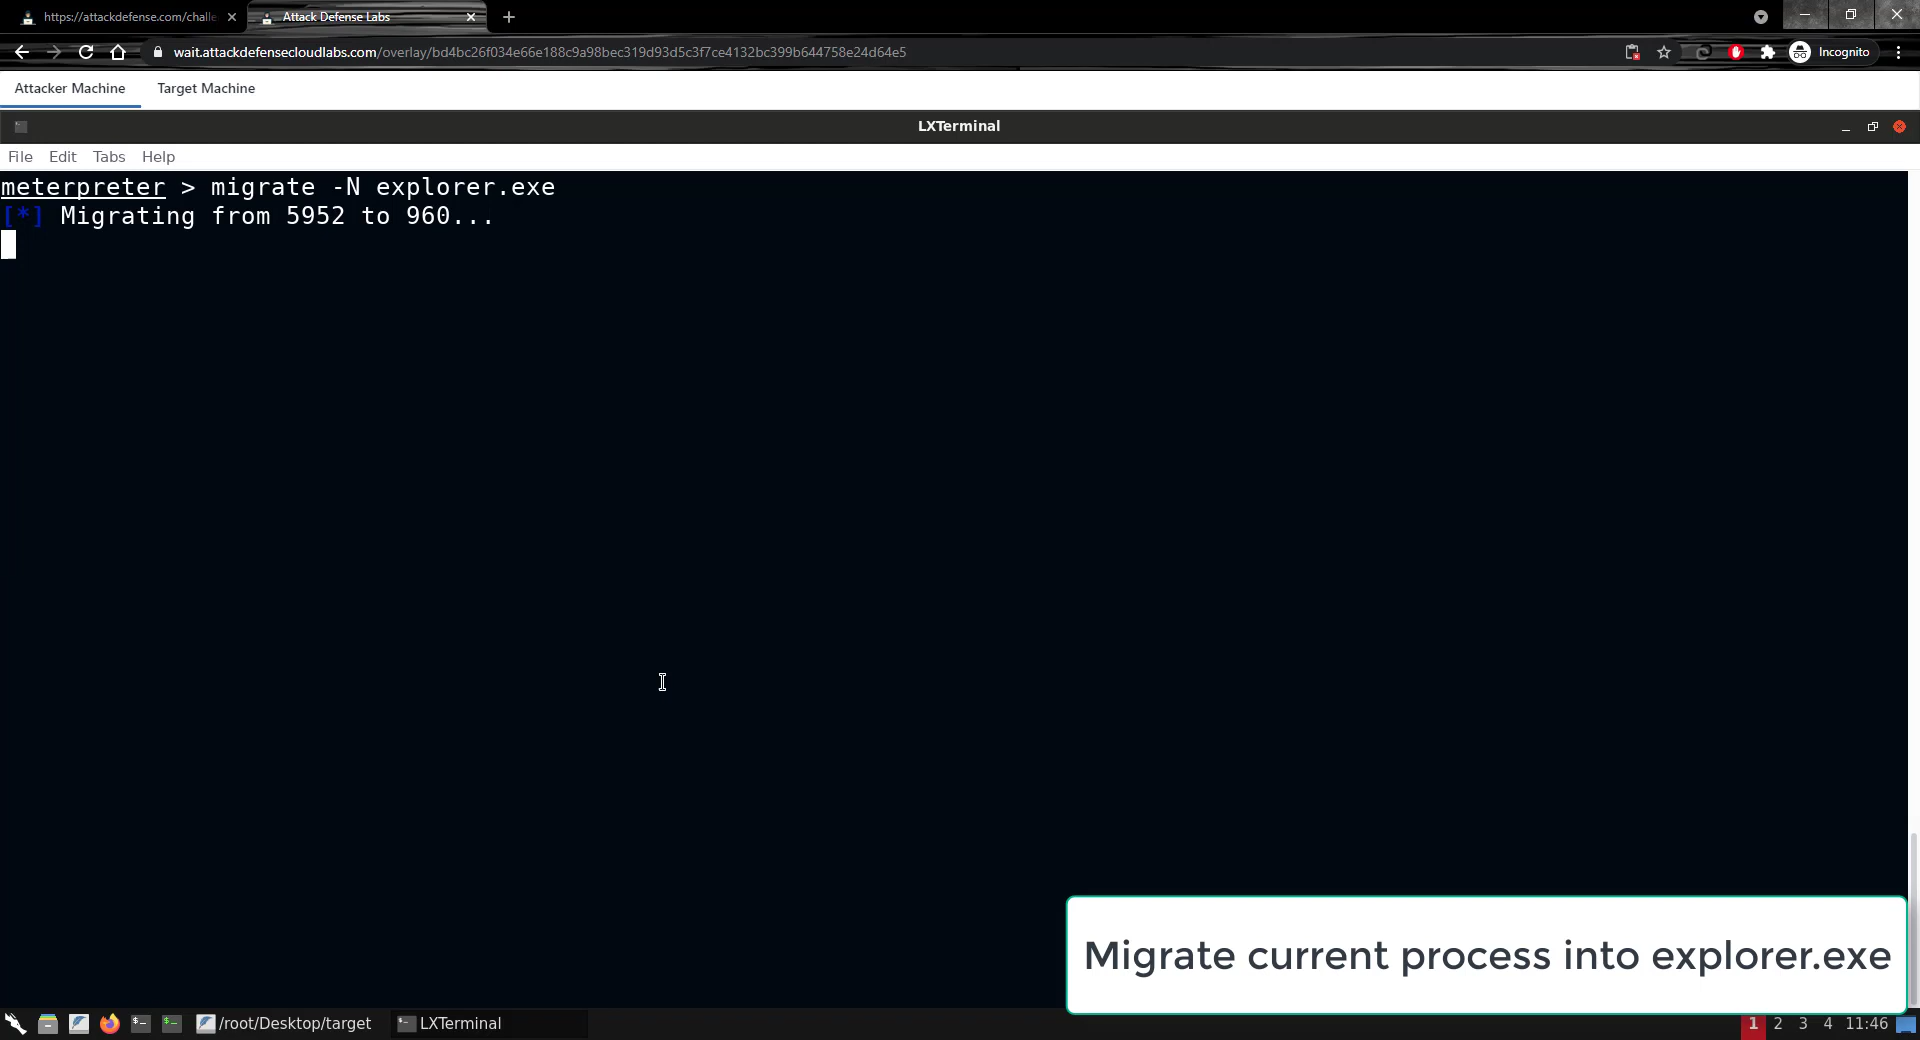 https://attackdefense.com/challe
Attack Defense Labs
wait.attackdefensecloudlabs.com/overlay/bd4bc26f034e66e188c9a98bec319d93d5c3f7ce4132bc399b644758e24d64e5
Incognito
Attacker Machine
Target Machine
LXTerminal
File Edit Tabs Help
meterpreter > migrate -N explorer.exe
[*] Migrating from 5952 to 960...
Migrate current process into explorer.exe
/root/Desktop/target
LXTerminal
1 2 3 4 11:46